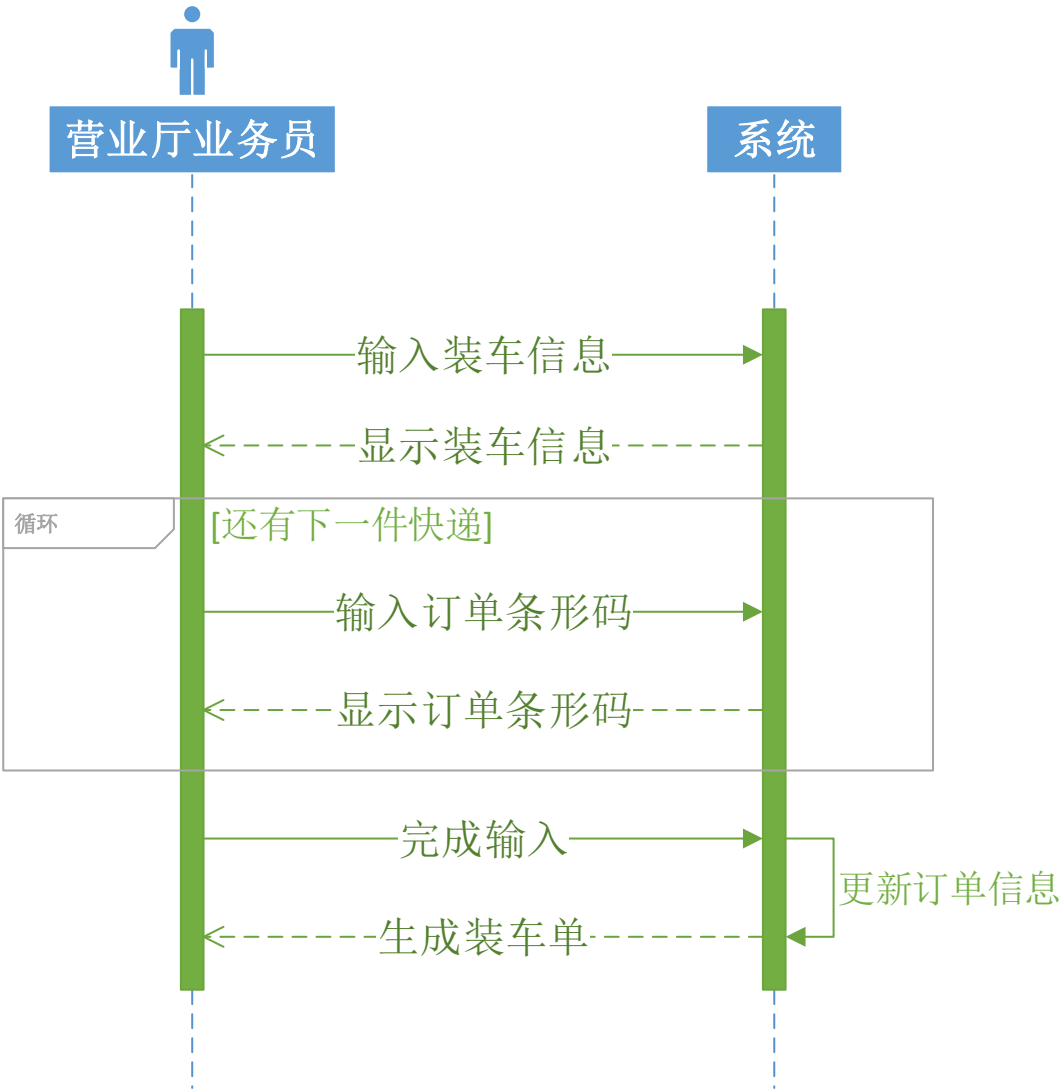 营业厅业务员
系统
输入装车信息
显示装车信息
循环
[还有下一件快递]
输入订单条形码
显示订单条形码
完成输入
更新订单信息
生成装车单